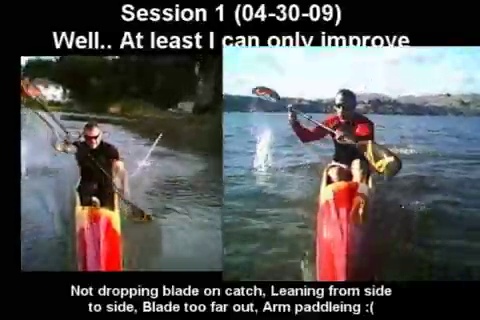 Session 1 (04-30-09)
Well.. At least I can only improve
Not dropping blade on catch, Leaning from side
to side, Blade too far out, Arm paddleing :(